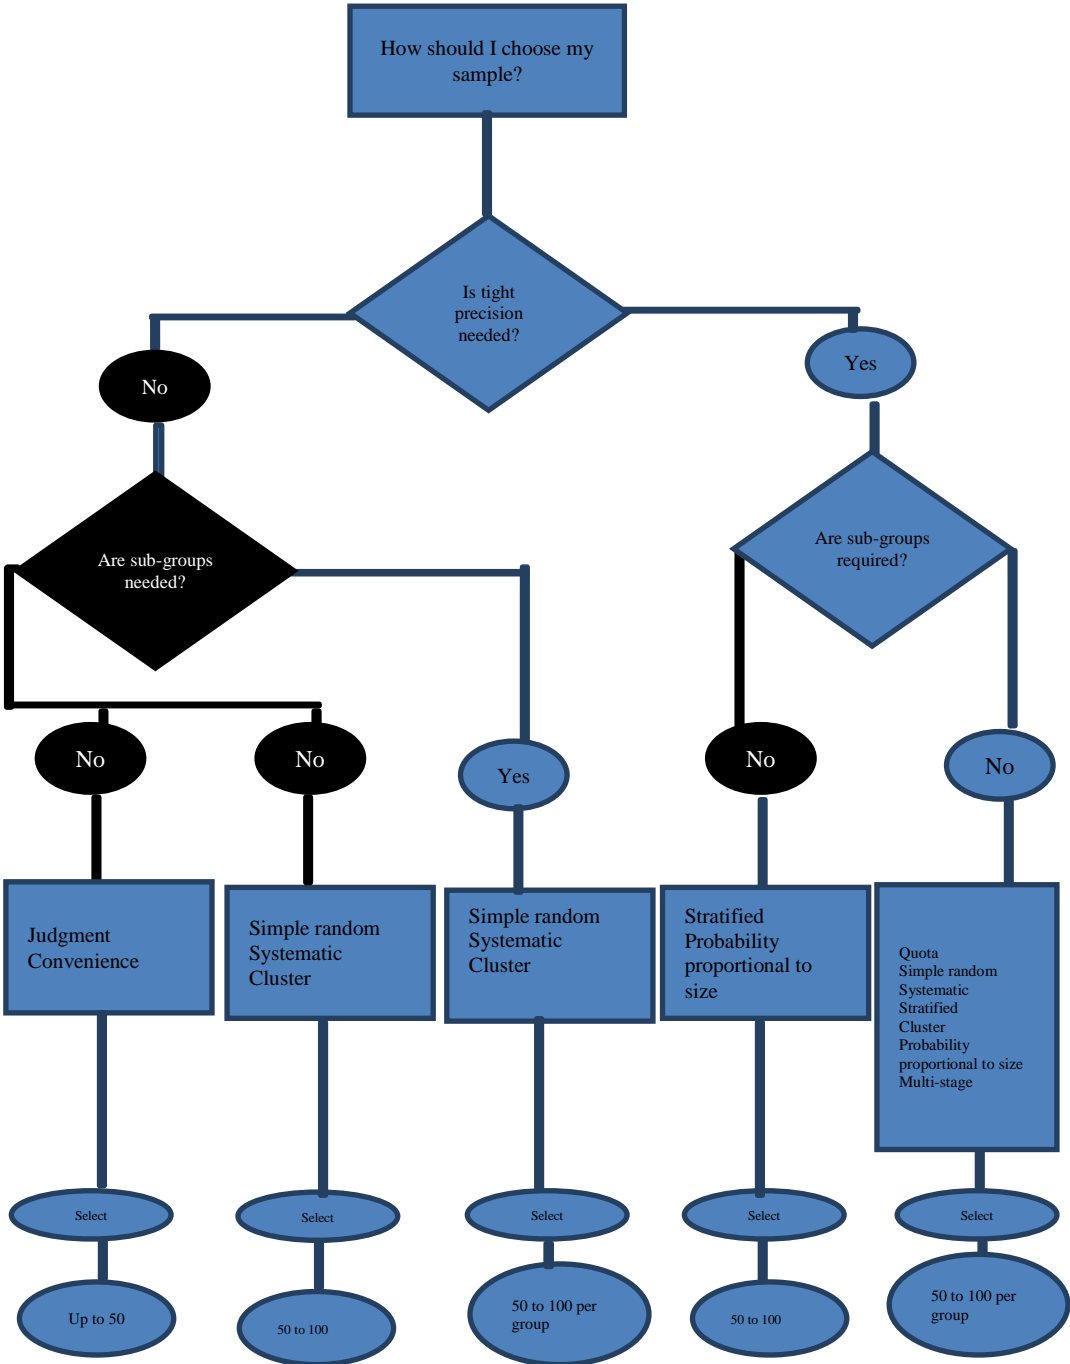 How should I choose my
sample?
Is tight
precision
needed?
No
Yes
Are sub-groups
needed?
Are sub-groups
required?
No
No
Yes
No
No
Judgment
Convenience
Simple random
Systematic
Cluster
Simple random
Systematic
Cluster
Stratified
Probability
proportional to
size
Quota
Simple random
Systematic
Stratified
Cluster
Probability
proportional to size
Multi-stage
Select
Select
Select
Select
Select
Up to 50
50 to 100
50 to 100 per
group
50 to 100
50 to 100 per
group